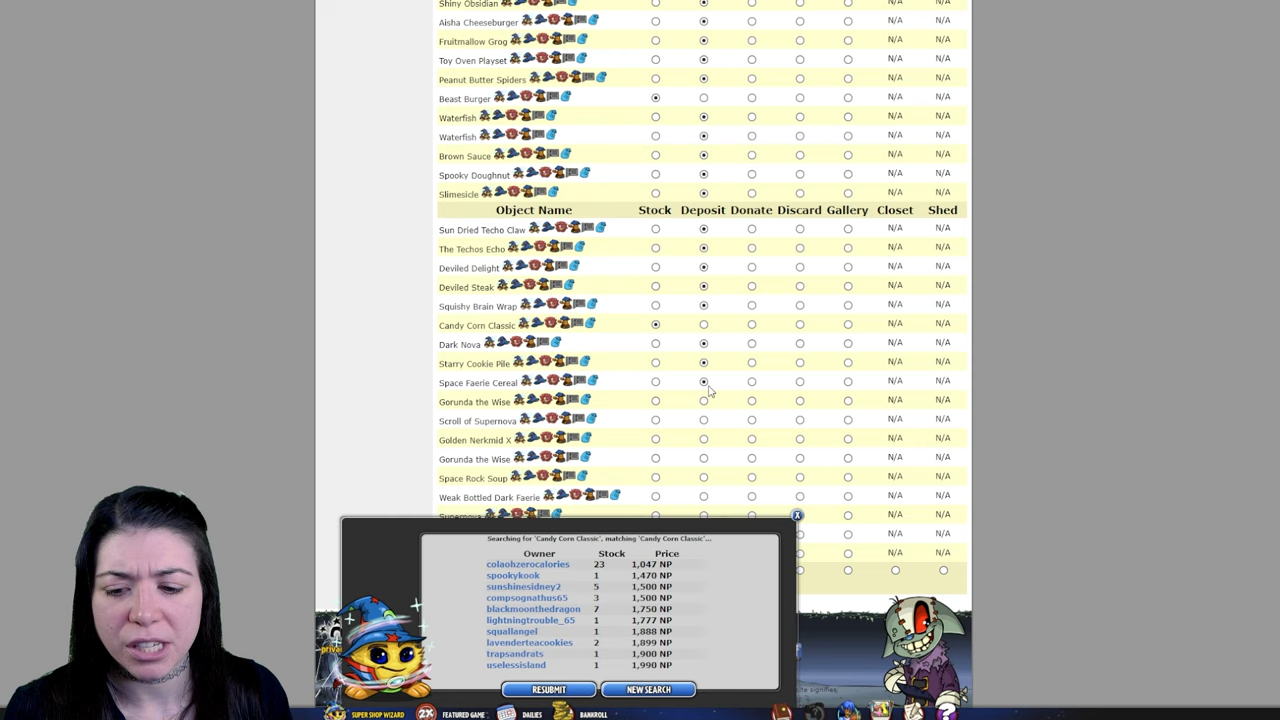 Shiny Obsidian N/A N/A
Aisha Cheeseburger N/A N/A
Fruitmallow Grog N/A N/A
Toy Oven Playset N/A N/A
Peanut Butter Spiders N/A N/A
Beast Burger N/A N/A
Waterfish N/A N/A
Waterfish N/A N/A
Brown Sauce N/A N/A
Spooky Doughnut N/A N/A
Slimesicle N/A N/A
Object Name Stock Deposit Donate Discard Gallery Closet Shed
Sun Dried Techo Claw N/A N/A
The Techos Echo N/A N/A
Deviled Delight N/A N/A
Deviled Steak N/A N/A
Squishy Brain Wrap N/A N/A
Candy Corn Classic N/A N/A
Dark Nova N/A N/A
Starry Cookie Pile N/A N/A
Space Faerie Cereal N/A N/A
Gorunda the Wise N/A N/A
Scroll of Supernova N/A N/A
Golden Nerkmid X N/A N/A
Gorunda the Wise N/A N/A
Space Rock Soup N/A N/A
Weak Bottled Dark Faerie N/A N/A
Supernova N/A N/A
N/A N/A
N/A N/A
X
Searching for 'Candy Corn Classic', matching 'Candy Corn Classic'...
Owner Stock Price
colaohzerocalories 23 1,047 NP
spookykook 1 1,470 NP
sunshinesidney2 5 1,500 NP
compsognathus65 3 1,500 NP
blackmoonthedragon 7 1,750 NP
lightningtrouble_65 1 1,777 NP
squallangel 1 1,888 NP
lavenderteacookies 2 1,899 NP
trapsandrats 1 1,900 NP
uselessisland 1 1,990 NP
RESUBMIT NEW SEARCH
site signifies
SUPER SHOP WIZARD 2X FEATURED GAME DAILIES BANKROLL